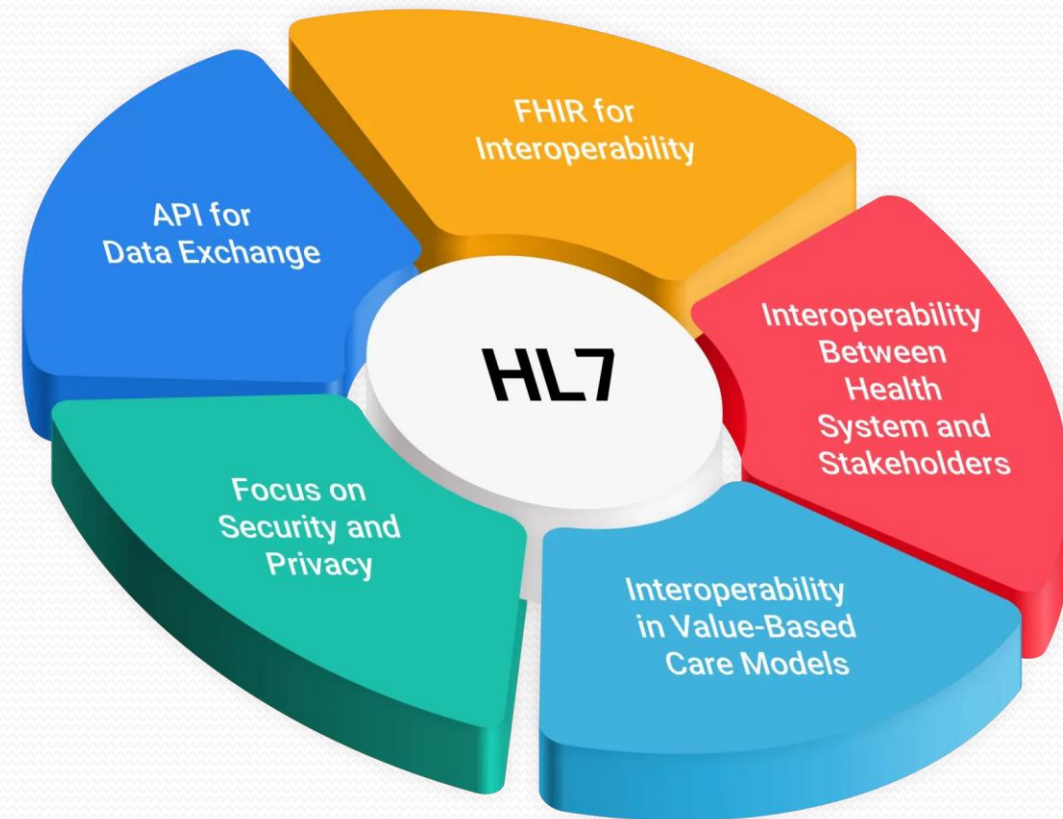 FHIR for
Interoperability
API for
Data Exchange
HL7
Interoperability
Between
Health
System and
Stakeholders
Focus on
Security and
Privacy
Interoperability
in Value-Based
Care Models